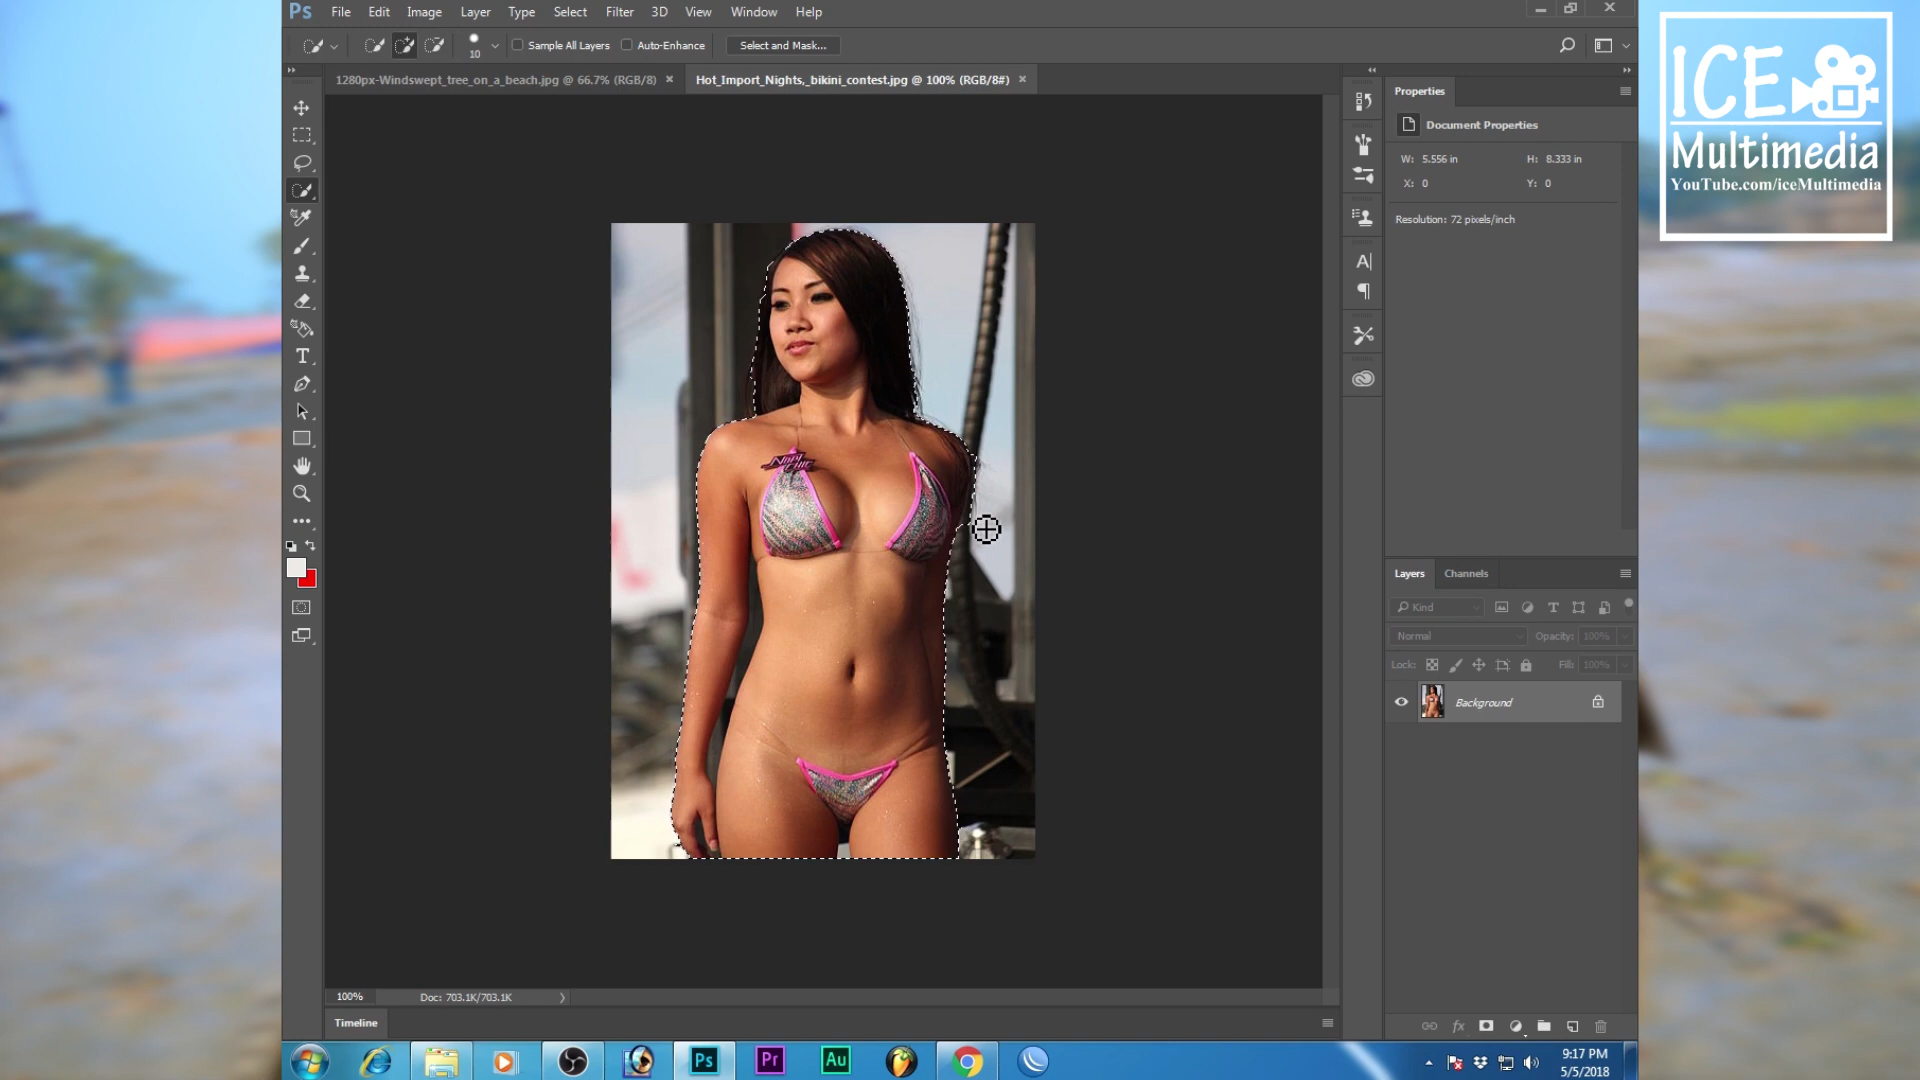 Ps File Edit Image Layer Type Select Filter 3D View Window Help
10 Sample All Layers Auto-Enhance Select and Mask...
1280px-Windswept_tree_on_a_beach.jpg @ 66.7% (RGB/8) × Hot_Import_Nights,_bikini_contest.jpg @ 100% (RGB/8#) ×
Properties
Document Properties
W: 5.556 in H: 8.333 in
X: 0 Y: 0
Resolution: 72 pixels/inch
ICE
Multimedia
YouTube.com/iceMultimedia
Nopi
Chic
Layers Channels
Kind
Normal Opacity: 100%
Lock: Fill: 100%
Background
fx
100% Doc: 703.1K/703.1K
Timeline
Ps Pr Au
9:17 PM
5/5/2018